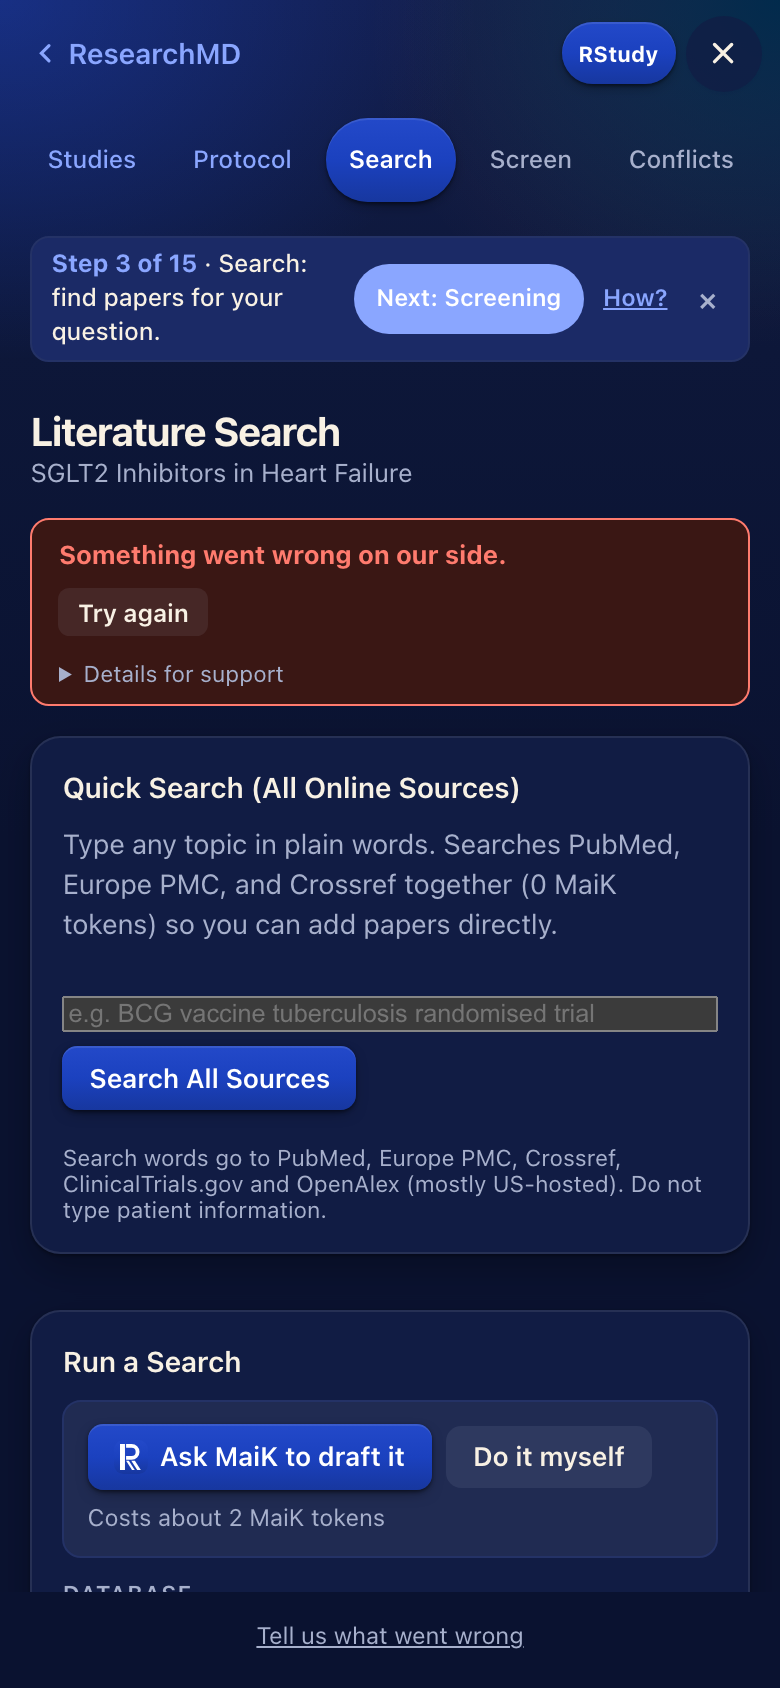 ResearchMD
RStudy
Studies Protocol Search Screen Conflicts
Step 3 of 15 · Search:
find papers for your
question.
Next: Screening
How?
×
Literature Search
SGLT2 Inhibitors in Heart Failure
Something went wrong on our side.
Try again
Details for support
Quick Search (All Online Sources)
Type any topic in plain words. Searches PubMed,
Europe PMC, and Crossref together (0 MaiK
tokens) so you can add papers directly.
e.g. BCG vaccine tuberculosis randomised trial
Search All Sources
Search words go to PubMed, Europe PMC, Crossref,
ClinicalTrials.gov and OpenAlex (mostly US-hosted). Do not
type patient information.
Run a Search
Ask MaiK to draft it
Do it myself
Costs about 2 MaiK tokens
DATABASE
Tell us what went wrong